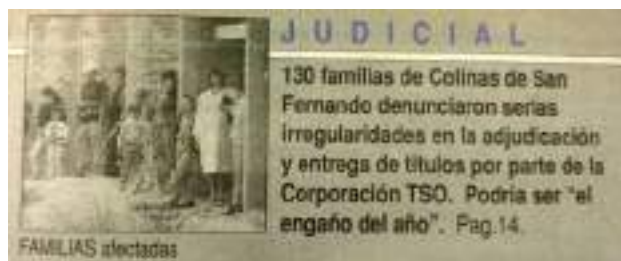 JUDICIAL
130 familias de Colinas de San
Fernando denunciaron serias
irregularidades en la adjudicación
y entrega de títulos por parte de la
Corporación TSO. Podría ser "el
engaño del año". Pag.14.
FAMILIAS afectadas